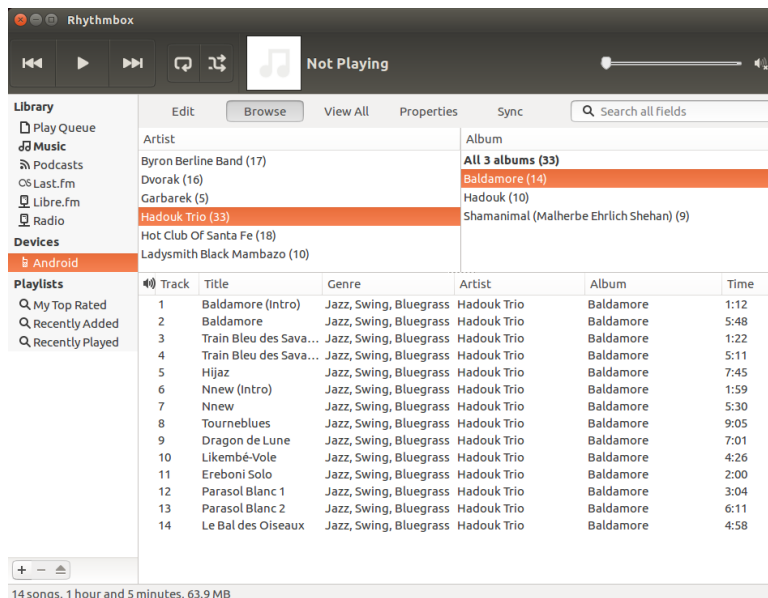 Rhythmbox
Not Playing
Library
Play Queue
Music
Podcasts
Last.fm
Libre.fm
Radio
Devices
Android
Playlists
My Top Rated
Recently Added
Recently Played
Edit Browse View All Properties Sync Search all fields
Artist Album
Byron Berline Band (17) All 3 albums (33)
Dvorak (16) Baldamore (14)
Garbarek (5) Hadouk (10)
Hadouk Trio (33) Shamanimal (Malherbe Ehrlich Shehan) (9)
Hot Club Of Santa Fe (18)
Ladysmith Black Mambazo (10)
Track Title Genre Artist Album Time
1 Baldamore (Intro) Jazz, Swing, Bluegrass Hadouk Trio Baldamore 1:12
2 Baldamore Jazz, Swing, Bluegrass Hadouk Trio Baldamore 5:48
3 Train Bleu des Sava... Jazz, Swing, Bluegrass Hadouk Trio Baldamore 1:22
4 Train Bleu des Sava... Jazz, Swing, Bluegrass Hadouk Trio Baldamore 5:11
5 Hijaz Jazz, Swing, Bluegrass Hadouk Trio Baldamore 7:45
6 Nnew (Intro) Jazz, Swing, Bluegrass Hadouk Trio Baldamore 1:59
7 Nnew Jazz, Swing, Bluegrass Hadouk Trio Baldamore 5:30
8 Tourneblues Jazz, Swing, Bluegrass Hadouk Trio Baldamore 9:05
9 Dragon de Lune Jazz, Swing, Bluegrass Hadouk Trio Baldamore 7:01
10 Likembé-Vole Jazz, Swing, Bluegrass Hadouk Trio Baldamore 4:26
11 Ereboni Solo Jazz, Swing, Bluegrass Hadouk Trio Baldamore 2:00
12 Parasol Blanc 1 Jazz, Swing, Bluegrass Hadouk Trio Baldamore 3:04
13 Parasol Blanc 2 Jazz, Swing, Bluegrass Hadouk Trio Baldamore 6:11
14 Le Bal des Oiseaux Jazz, Swing, Bluegrass Hadouk Trio Baldamore 4:58
14 songs, 1 hour and 5 minutes, 63.9 MB